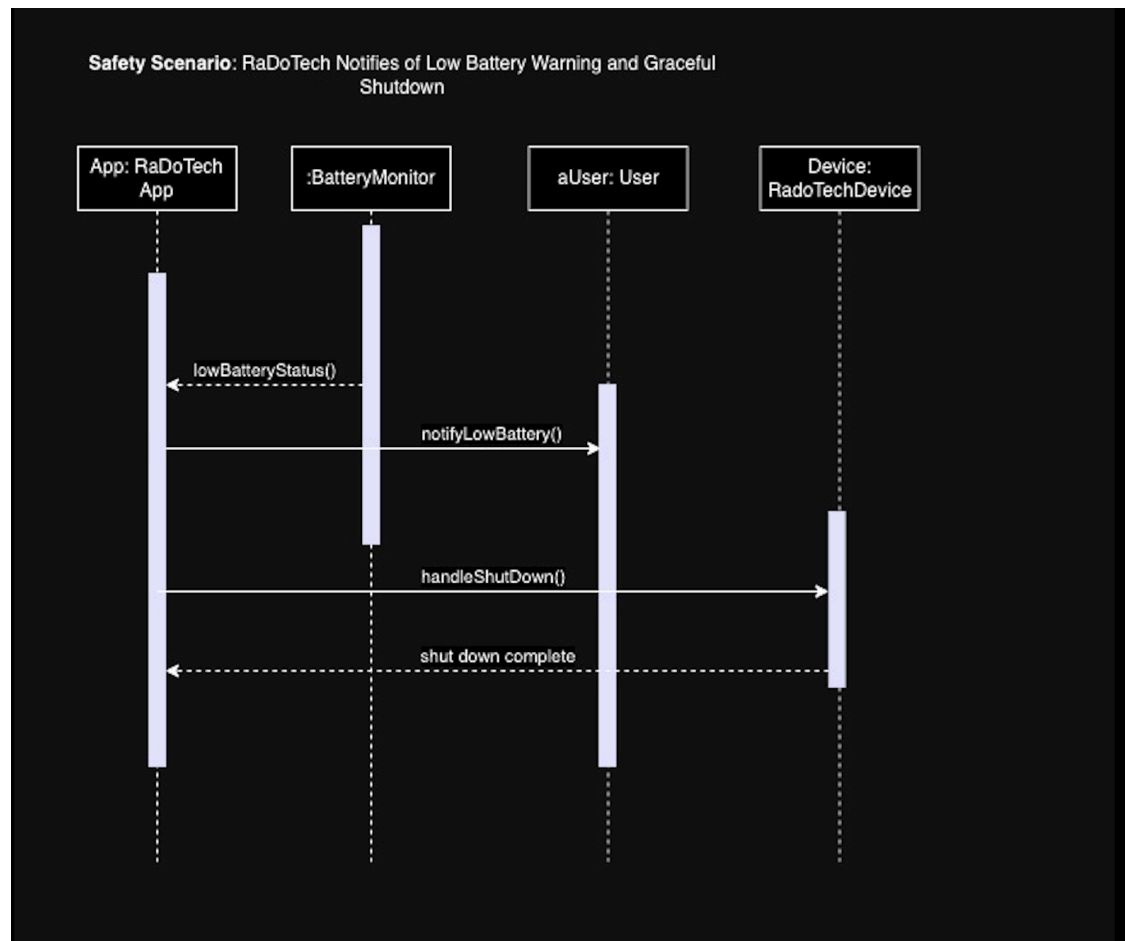 Safety Scenario: RaDoTech Notifies of Low Battery Warning and Graceful
Shutdown
App: RaDoTech
App
:BatteryMonitor
aUser: User
Device:
RadoTechDevice
lowBatteryStatus()
notifyLowBattery()
handleShutDown()
shut down complete